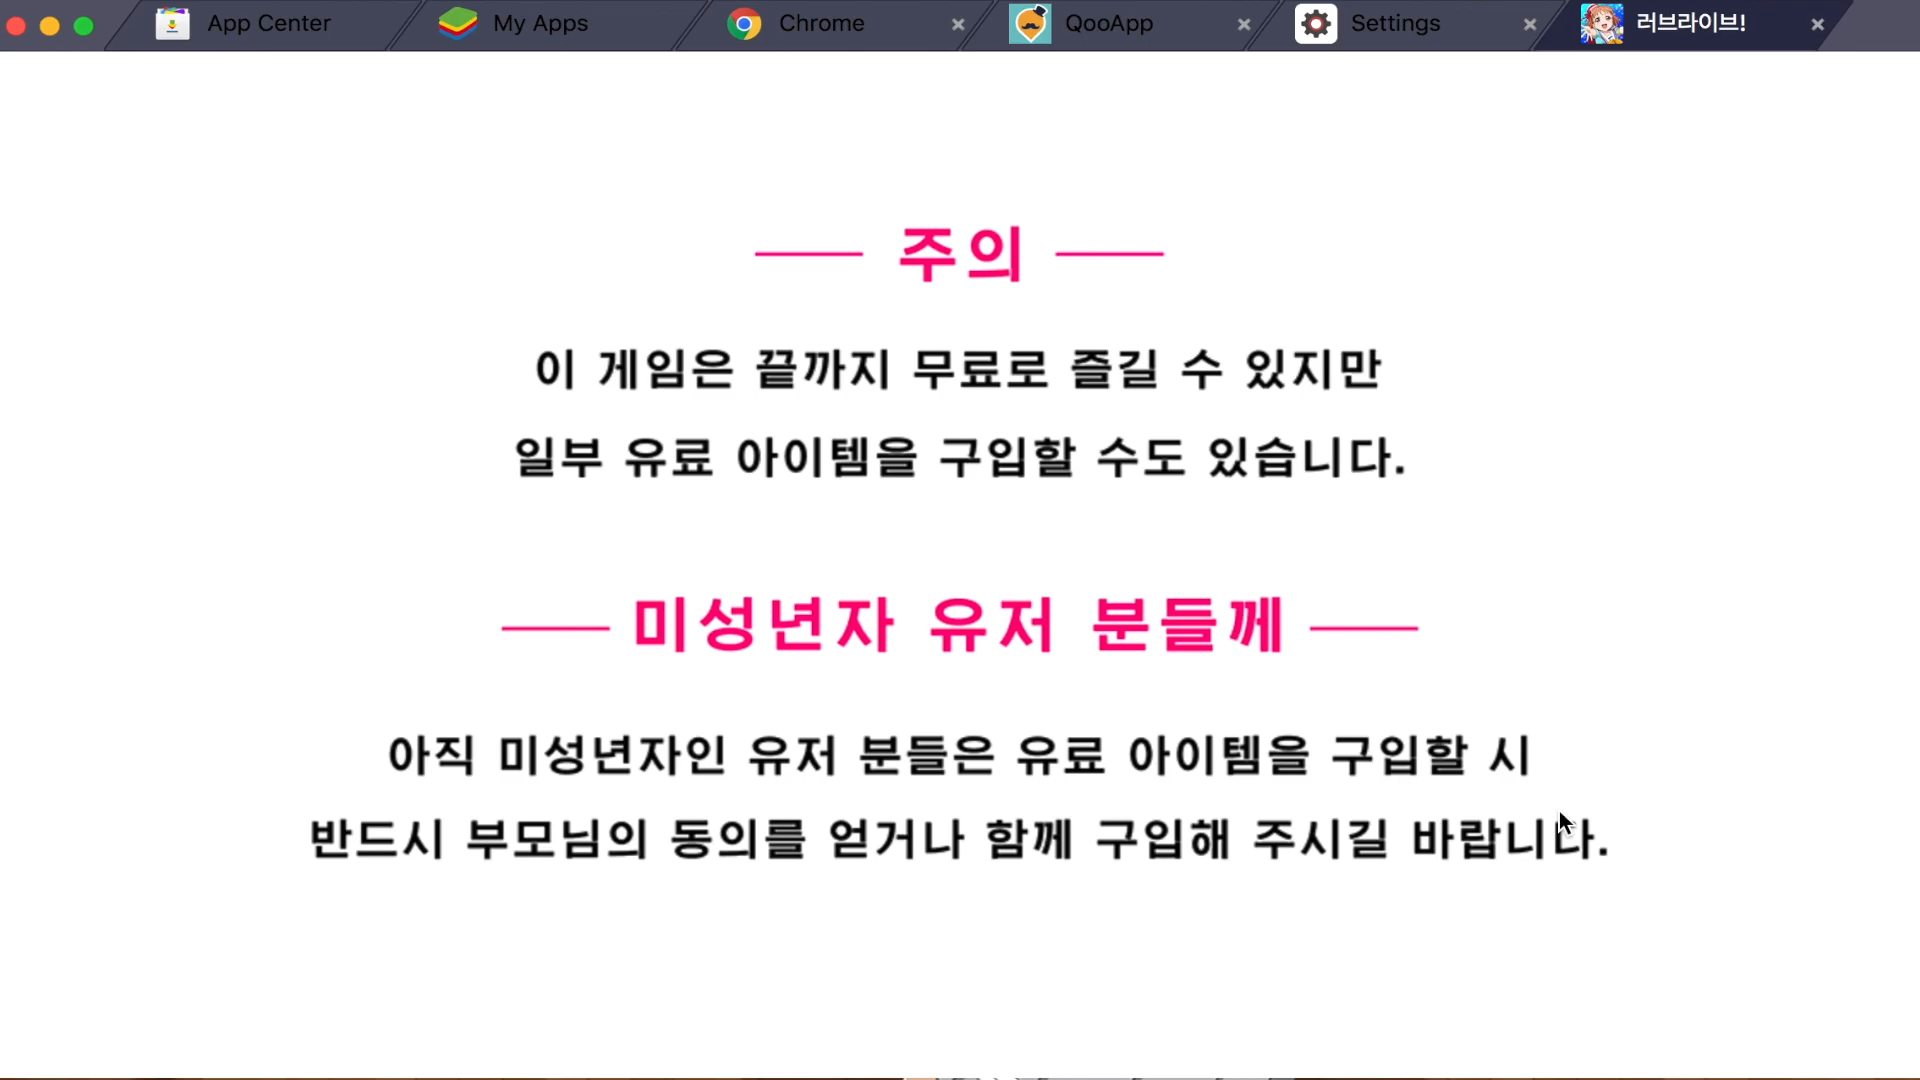 App Center My Apps Chrome QooApp Settings 러브라이브!
주의
이 게임은 끝까지 무료로 즐길 수 있지만
일부 유료 아이템을 구입할 수도 있습니다.
미성년자 유저 분들께
아직 미성년자인 유저 분들은 유료 아이템을 구입할 시
반드시 부모님의 동의를 얻거나 함께 구입해 주시길 바랍니다.